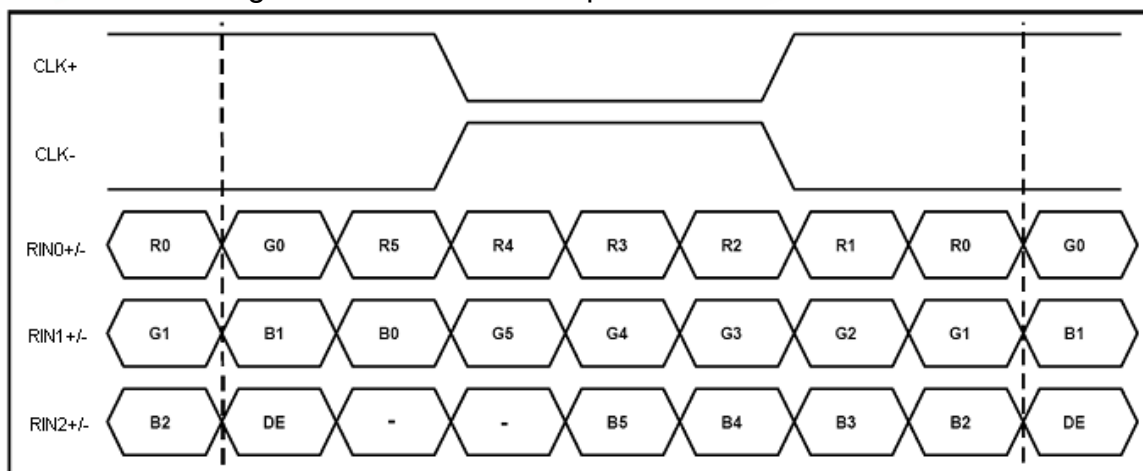 CLK+
CLK-
RIN0+/- R0 G0 R5 R4 R3 R2 R1 R0 G0
RIN1+/- G1 B1 B0 G5 G4 G3 G2 G1 B1
RIN2+/- B2 DE - - B5 B4 B3 B2 DE